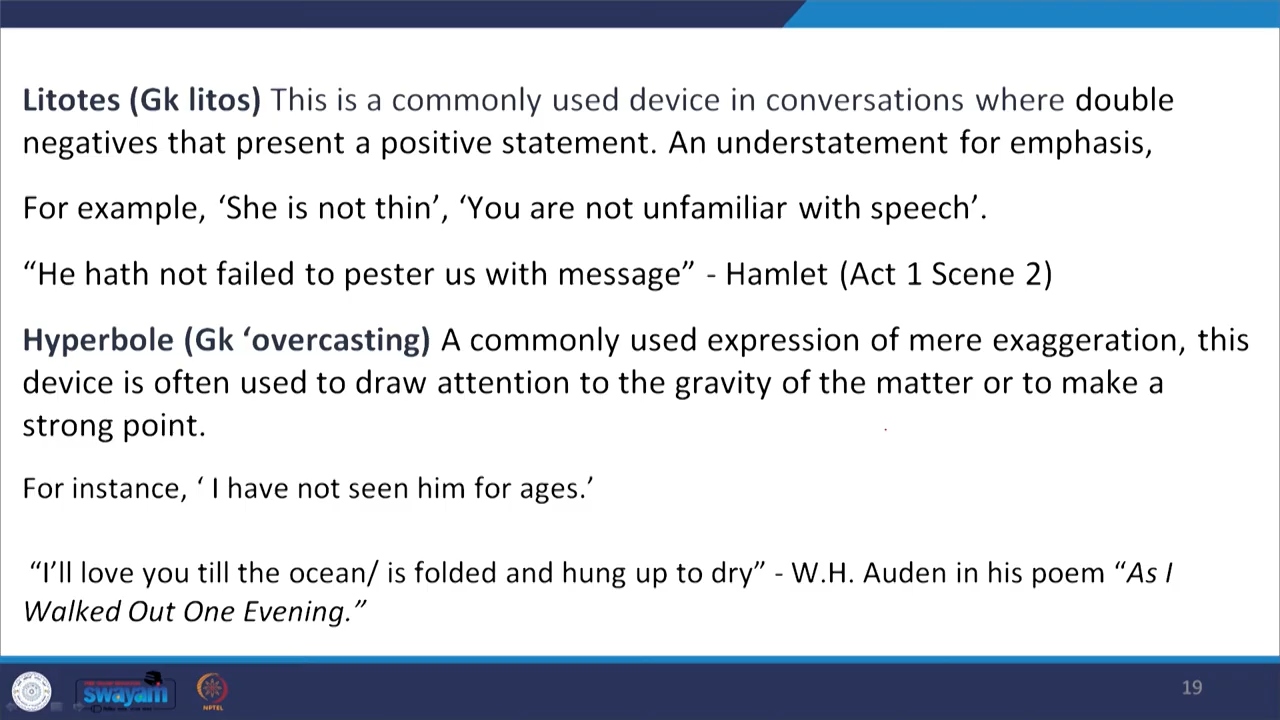 Litotes (Gk litos) This is a commonly used device in conversations where double
negatives that present a positive statement. An understatement for emphasis,
For example, ‘She is not thin’, ‘You are not unfamiliar with speech’.
“He hath not failed to pester us with message” - Hamlet (Act 1 Scene 2)
Hyperbole (Gk ‘overcasting) A commonly used expression of mere exaggeration, this
device is often used to draw attention to the gravity of the matter or to make a
strong point.
For instance, ‘ I have not seen him for ages.’
“I’ll love you till the ocean/ is folded and hung up to dry” - W.H. Auden in his poem “As I
Walked Out One Evening.”
swayam
NPTEL
19